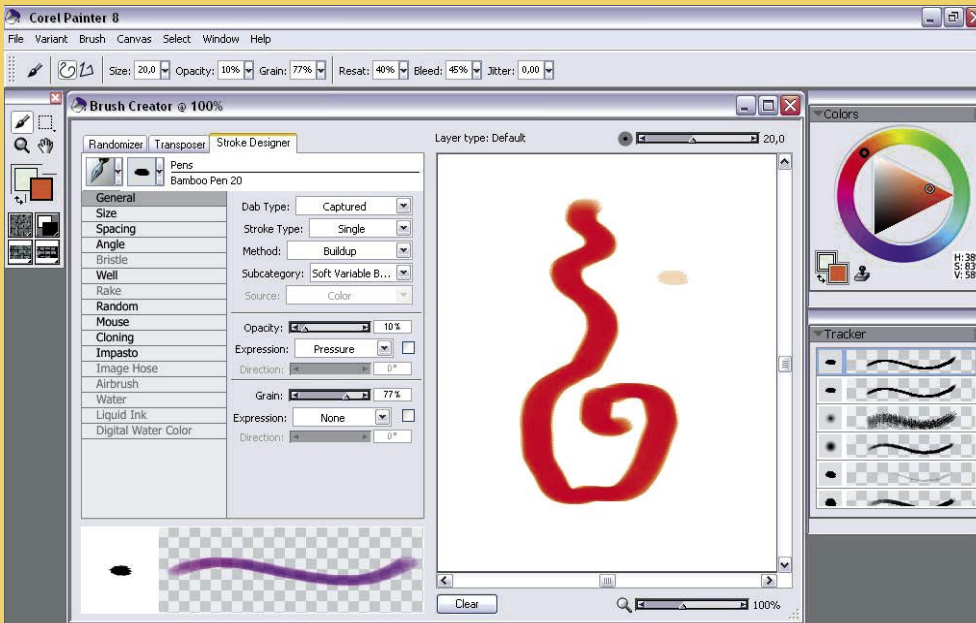 Corel Painter 8
File Variant Brush Canvas Select Window Help
Size: 20,0 Opacity: 10% Grain: 77% Resat: 40% Bleed: 45% Jitter: 0,00
Brush Creator @ 100%
Randomizer Transposer Stroke Designer
Pens
Bamboo Pen 20
General
Size
Spacing
Angle
Bristle
Well
Rake
Random
Mouse
Cloning
Impasto
Image Hose
Airbrush
Water
Liquid Ink
Digital Water Color
Dab Type: Captured
Stroke Type: Single
Method: Buildup
Subcategory: Soft Variable B...
Source: Color
Opacity: 10%
Expression: Pressure
Direction: 0°
Grain: 77%
Expression: None
Direction: 0°
Layer type: Default 20,0
Clear 100%
Colors
H: 38
S: 83
V: 58
Tracker